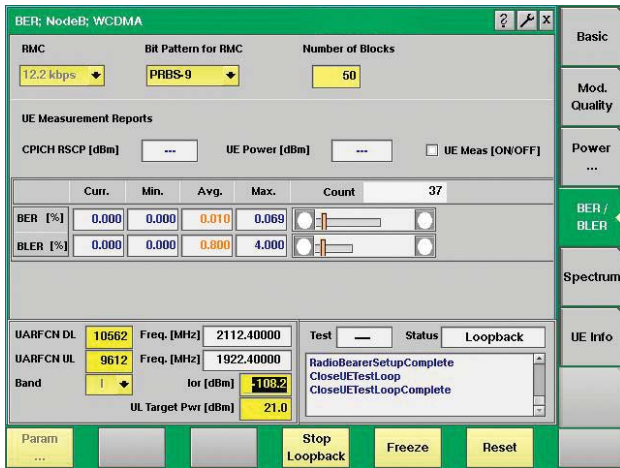 BER; NodeB; WCDMA ? x
Basic
RMC Bit Pattern for RMC Number of Blocks
12.2 kbps PRBS-9 50
Mod.
Quality
UE Measurement Reports
CPICH RSCP [dBm] --- UE Power [dBm] --- UE Meas [ON/OFF]
Power
...
Curr. Min. Avg. Max. Count 37
BER [%] 0.000 0.000 0.010 0.069
BLER [%] 0.000 0.000 0.800 4.000
BER /
BLER
Spectrum
UARFCN DL 10562 Freq. [MHz] 2112.40000
UARFCN UL 9612 Freq. [MHz] 1922.40000
Band I Ior [dBm] -108.2
UL Target Pwr [dBm] 21.0
Test — Status Loopback
RadioBearerSetupComplete
CloseUETestLoop
CloseUETestLoopComplete
UE Info
Param
...
Stop
Loopback
Freeze
Reset